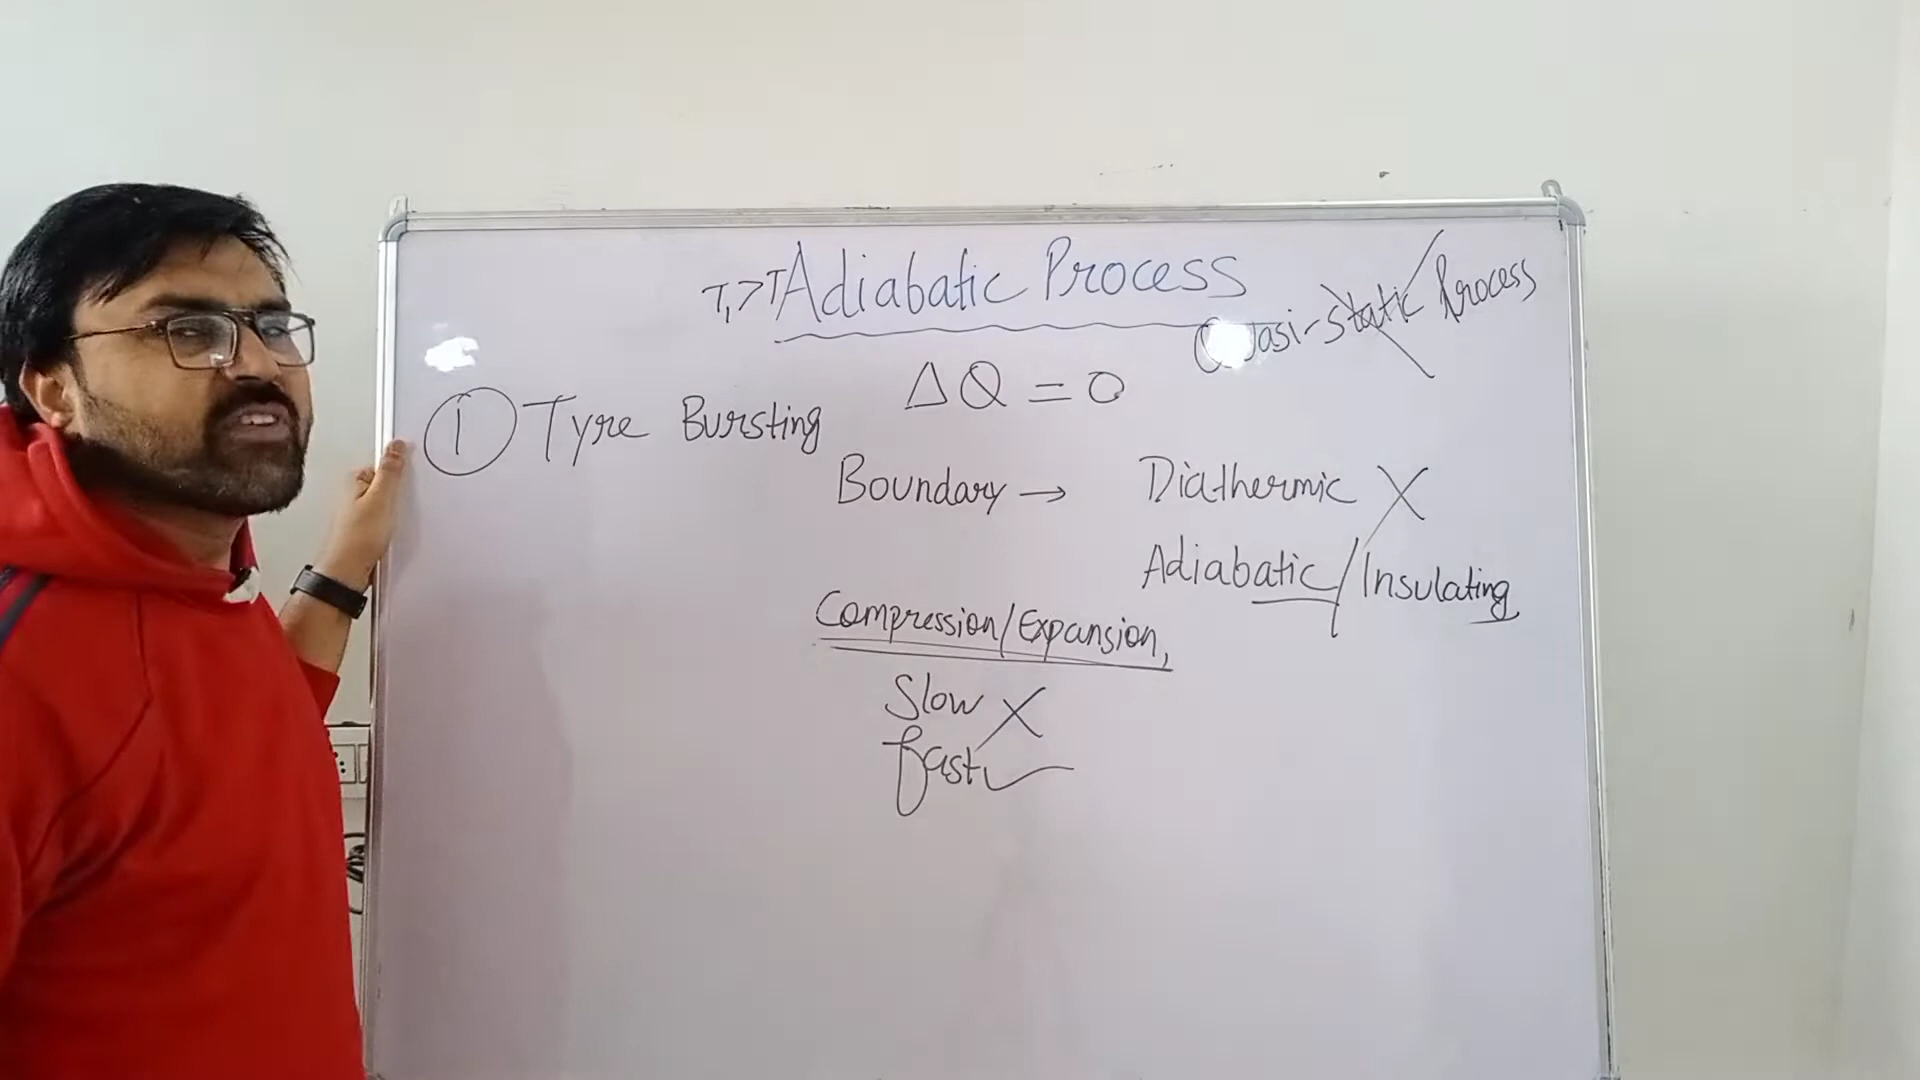 T₁>T Adiabatic Process
Quasi-static Process
ΔQ = 0
① Tyre Bursting
Boundary → Diathermic X
Adiabatic/Insulating
Compression/Expansion,
Slow X
fast ✓